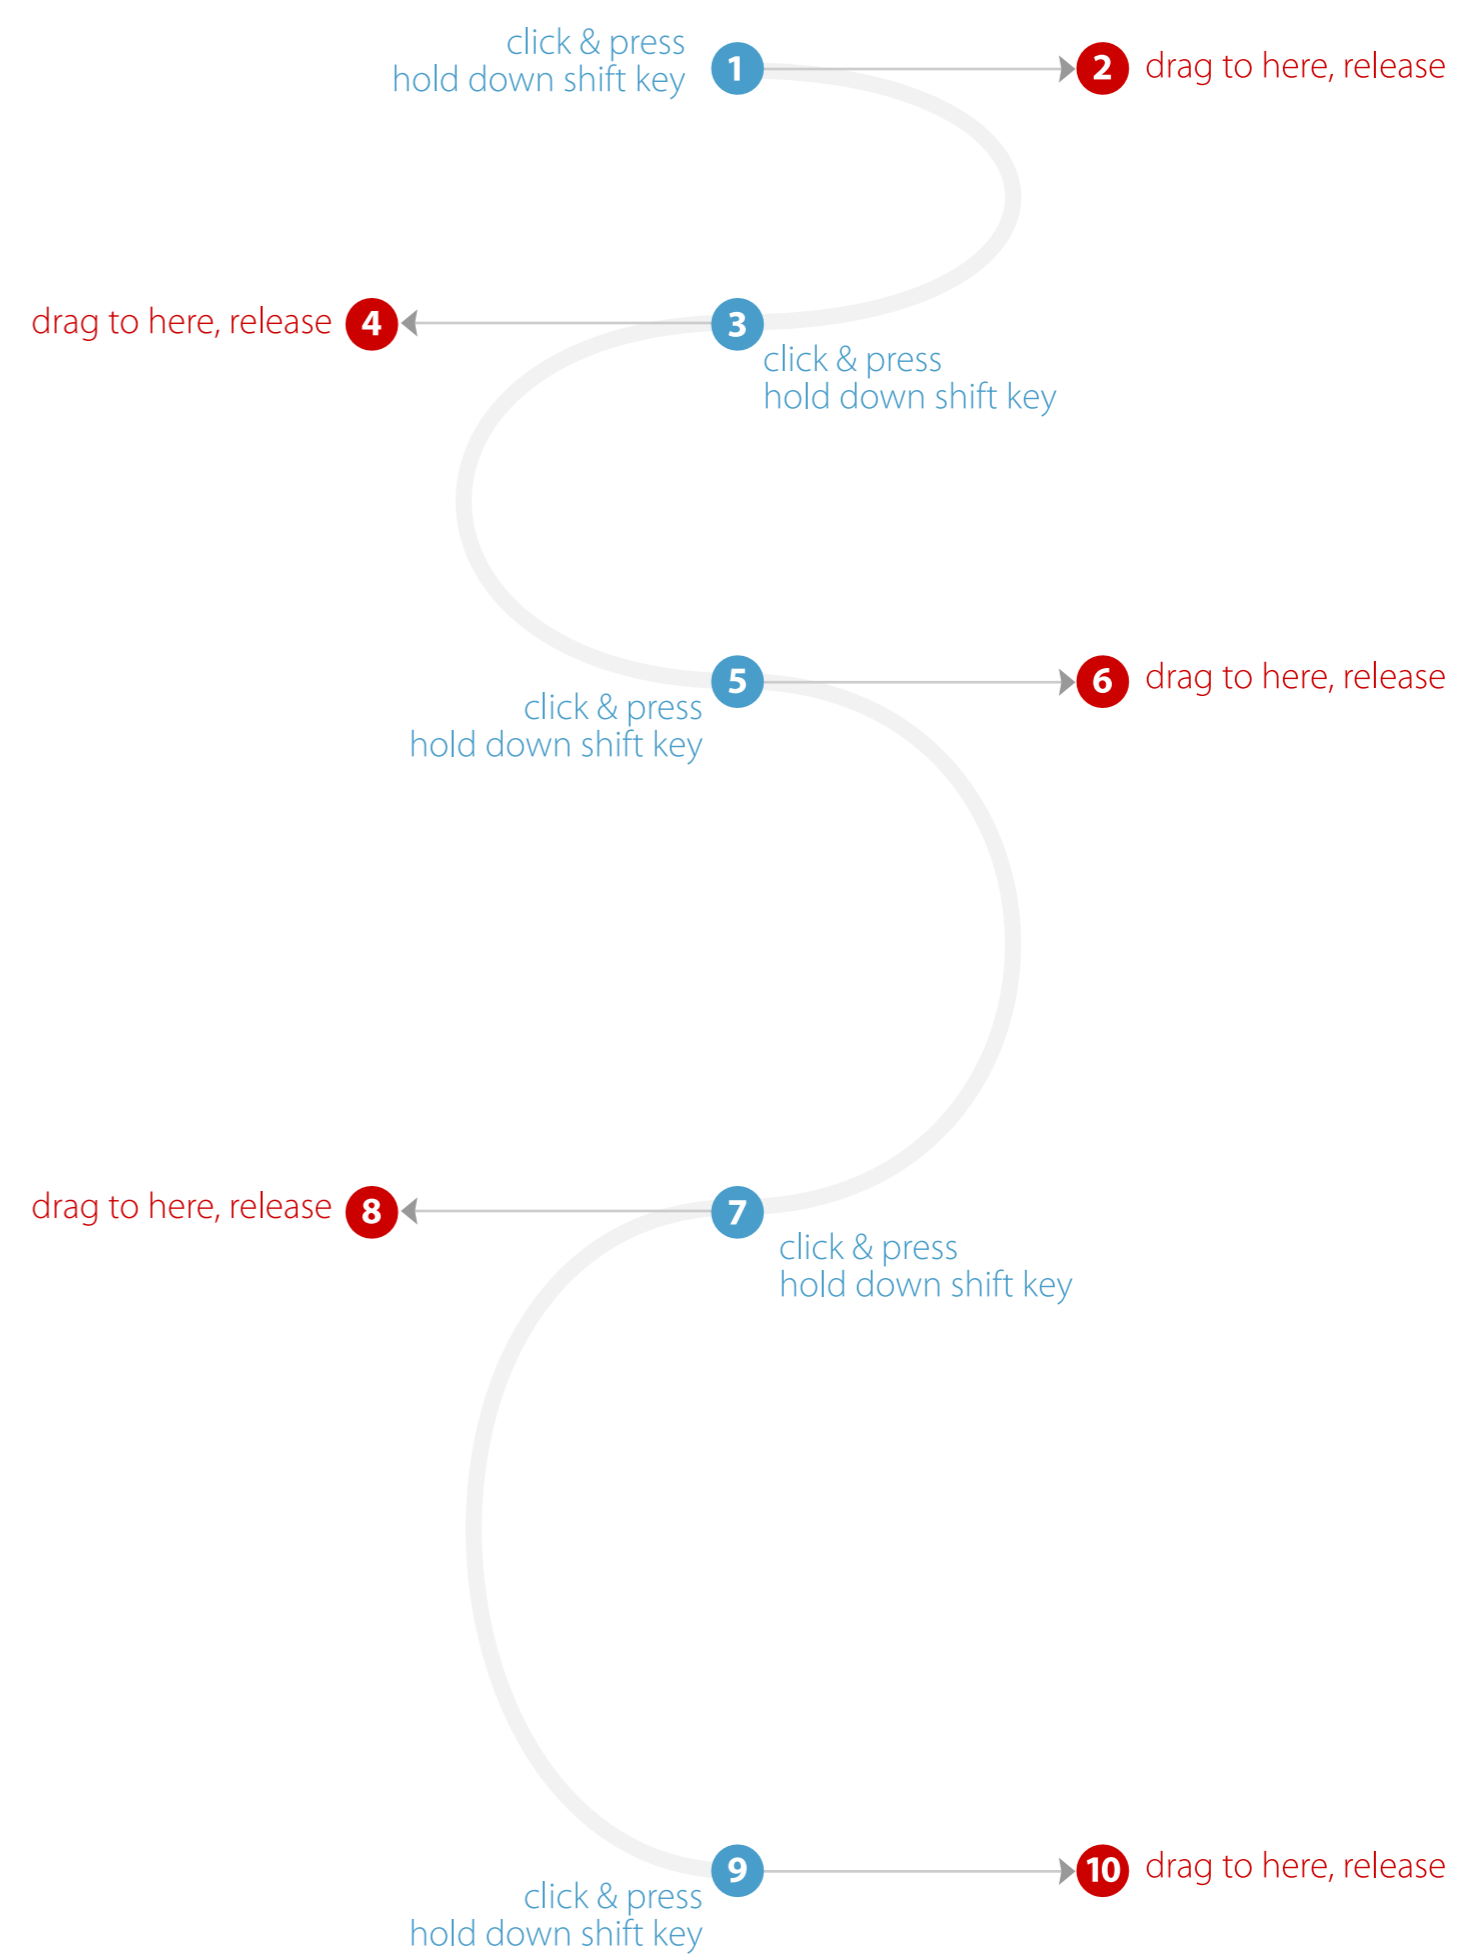 click & press
hold down shift key
1
2
drag to here, release
drag to here, release
4
3
click & press
hold down shift key
5
6
drag to here, release
click & press
hold down shift key
drag to here, release
8
7
click & press
hold down shift key
9
10
drag to here, release
click & press
hold down shift key